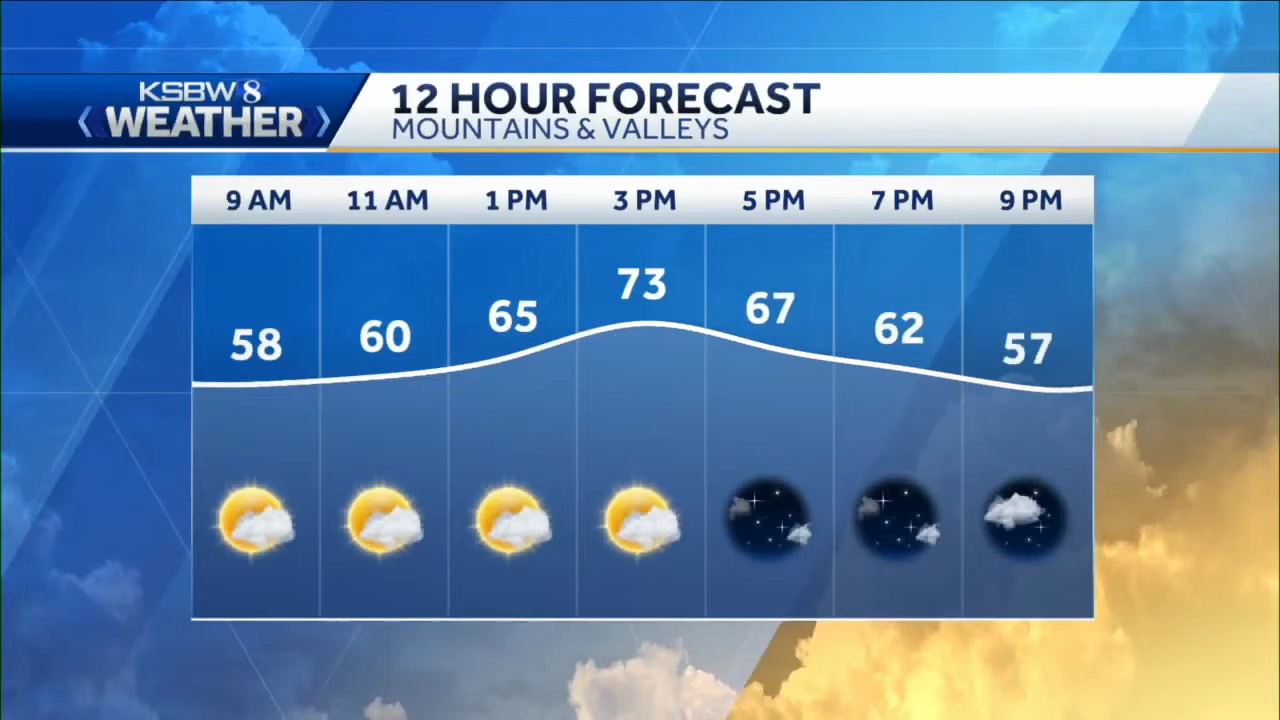 KSBW 8
WEATHER
12 HOUR FORECAST
MOUNTAINS & VALLEYS
9 AM 11 AM 1 PM 3 PM 5 PM 7 PM 9 PM
58 60 65 73 67 62 57